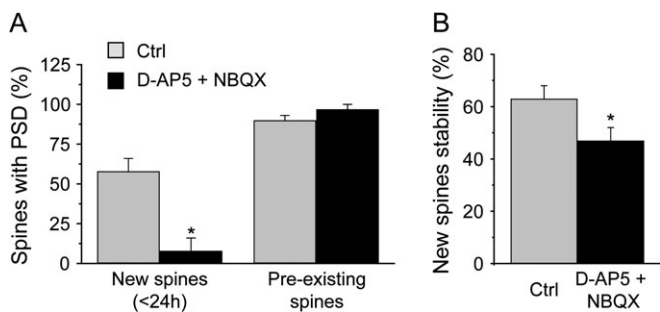 A
Ctrl
D-AP5 + NBQX
Spines with PSD (%)
125
100
75
50
25
0
*
New spines
(<24h)
Pre-existing
spines
B
New spines stability (%)
80
60
40
20
0
*
Ctrl
D-AP5 +
NBQX